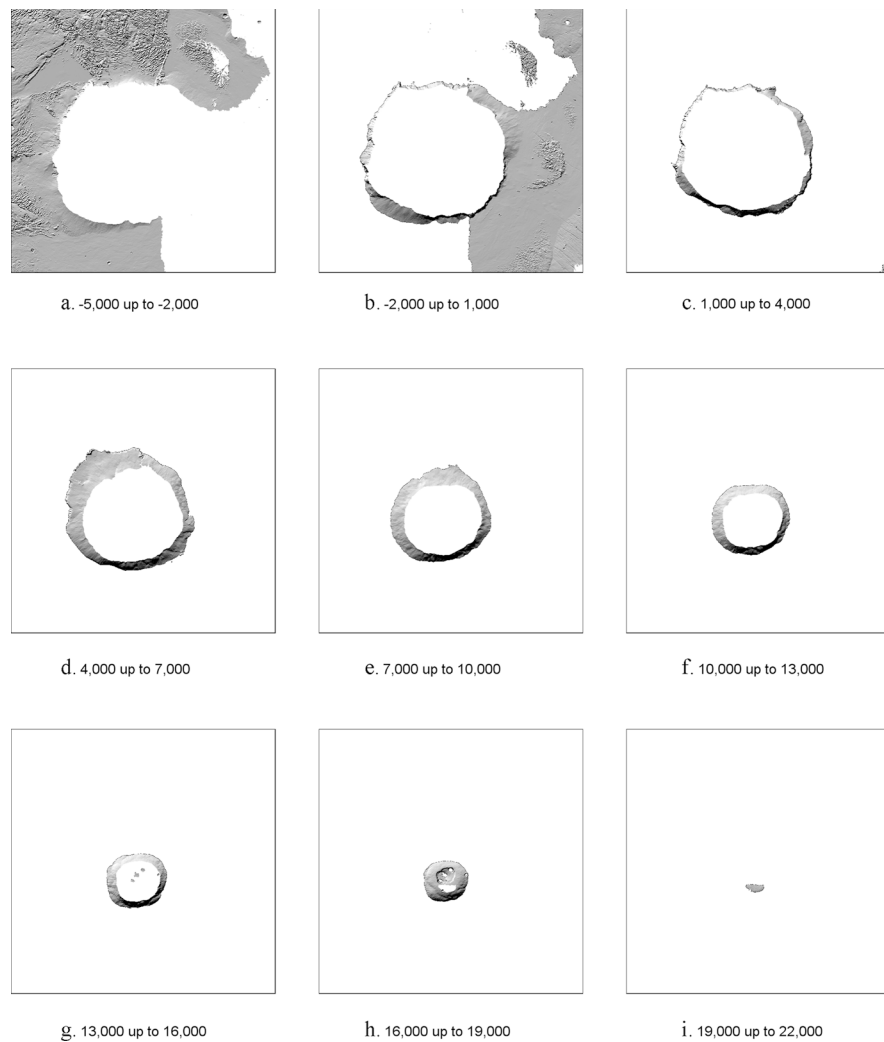 a. -5,000 up to -2,000
b. -2,000 up to 1,000
c. 1,000 up to 4,000
d. 4,000 up to 7,000
e. 7,000 up to 10,000
f. 10,000 up to 13,000
g. 13,000 up to 16,000
h. 16,000 up to 19,000
i. 19,000 up to 22,000